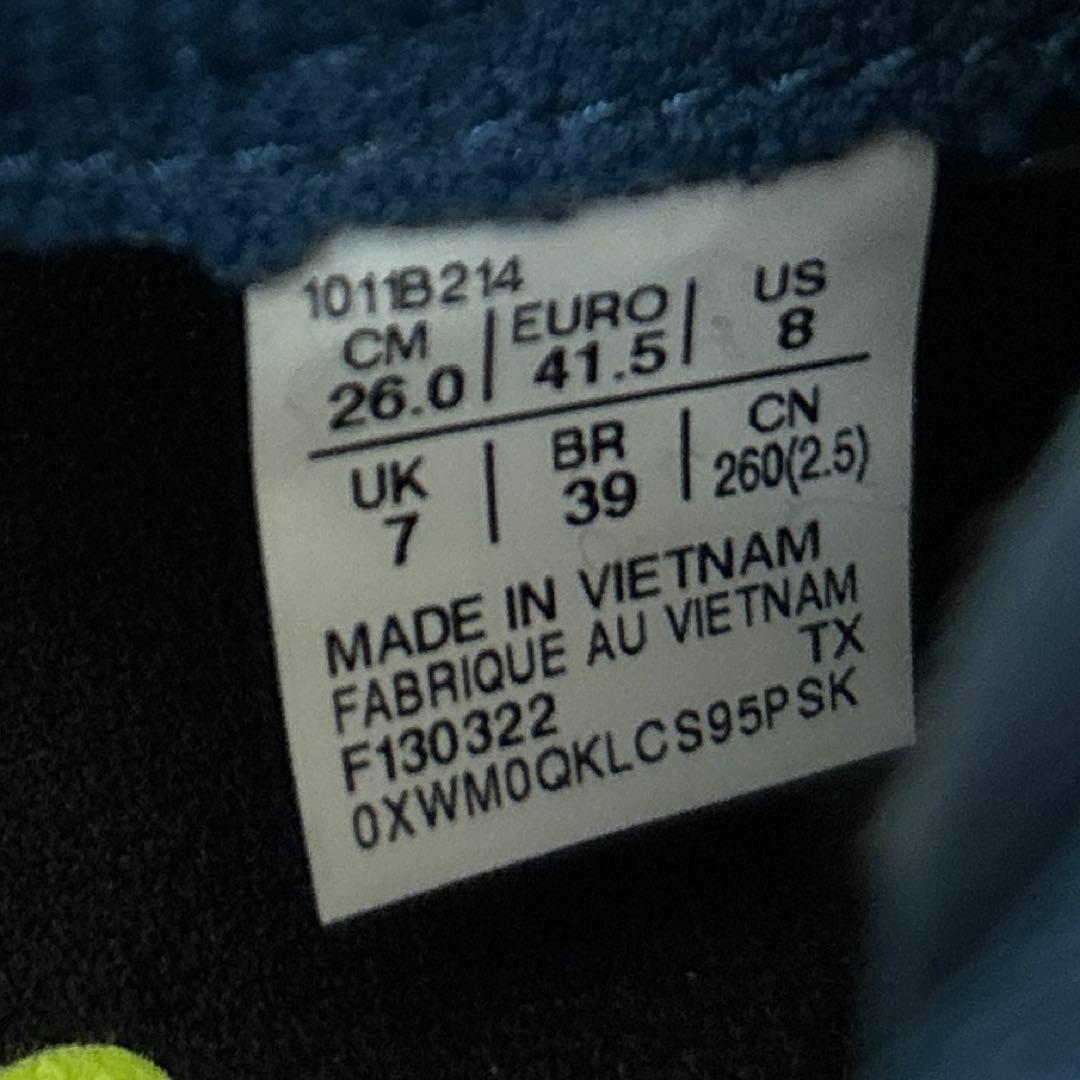 1011B214
CM | EURO | US
26.0 | 41.5 | 8
UK | BR | CN
7 | 39 | 260(2.5)
MADE IN VIETNAM
FABRIQUE AU VIETNAM
TX
F130322
0XWM0QKLCS95PSK